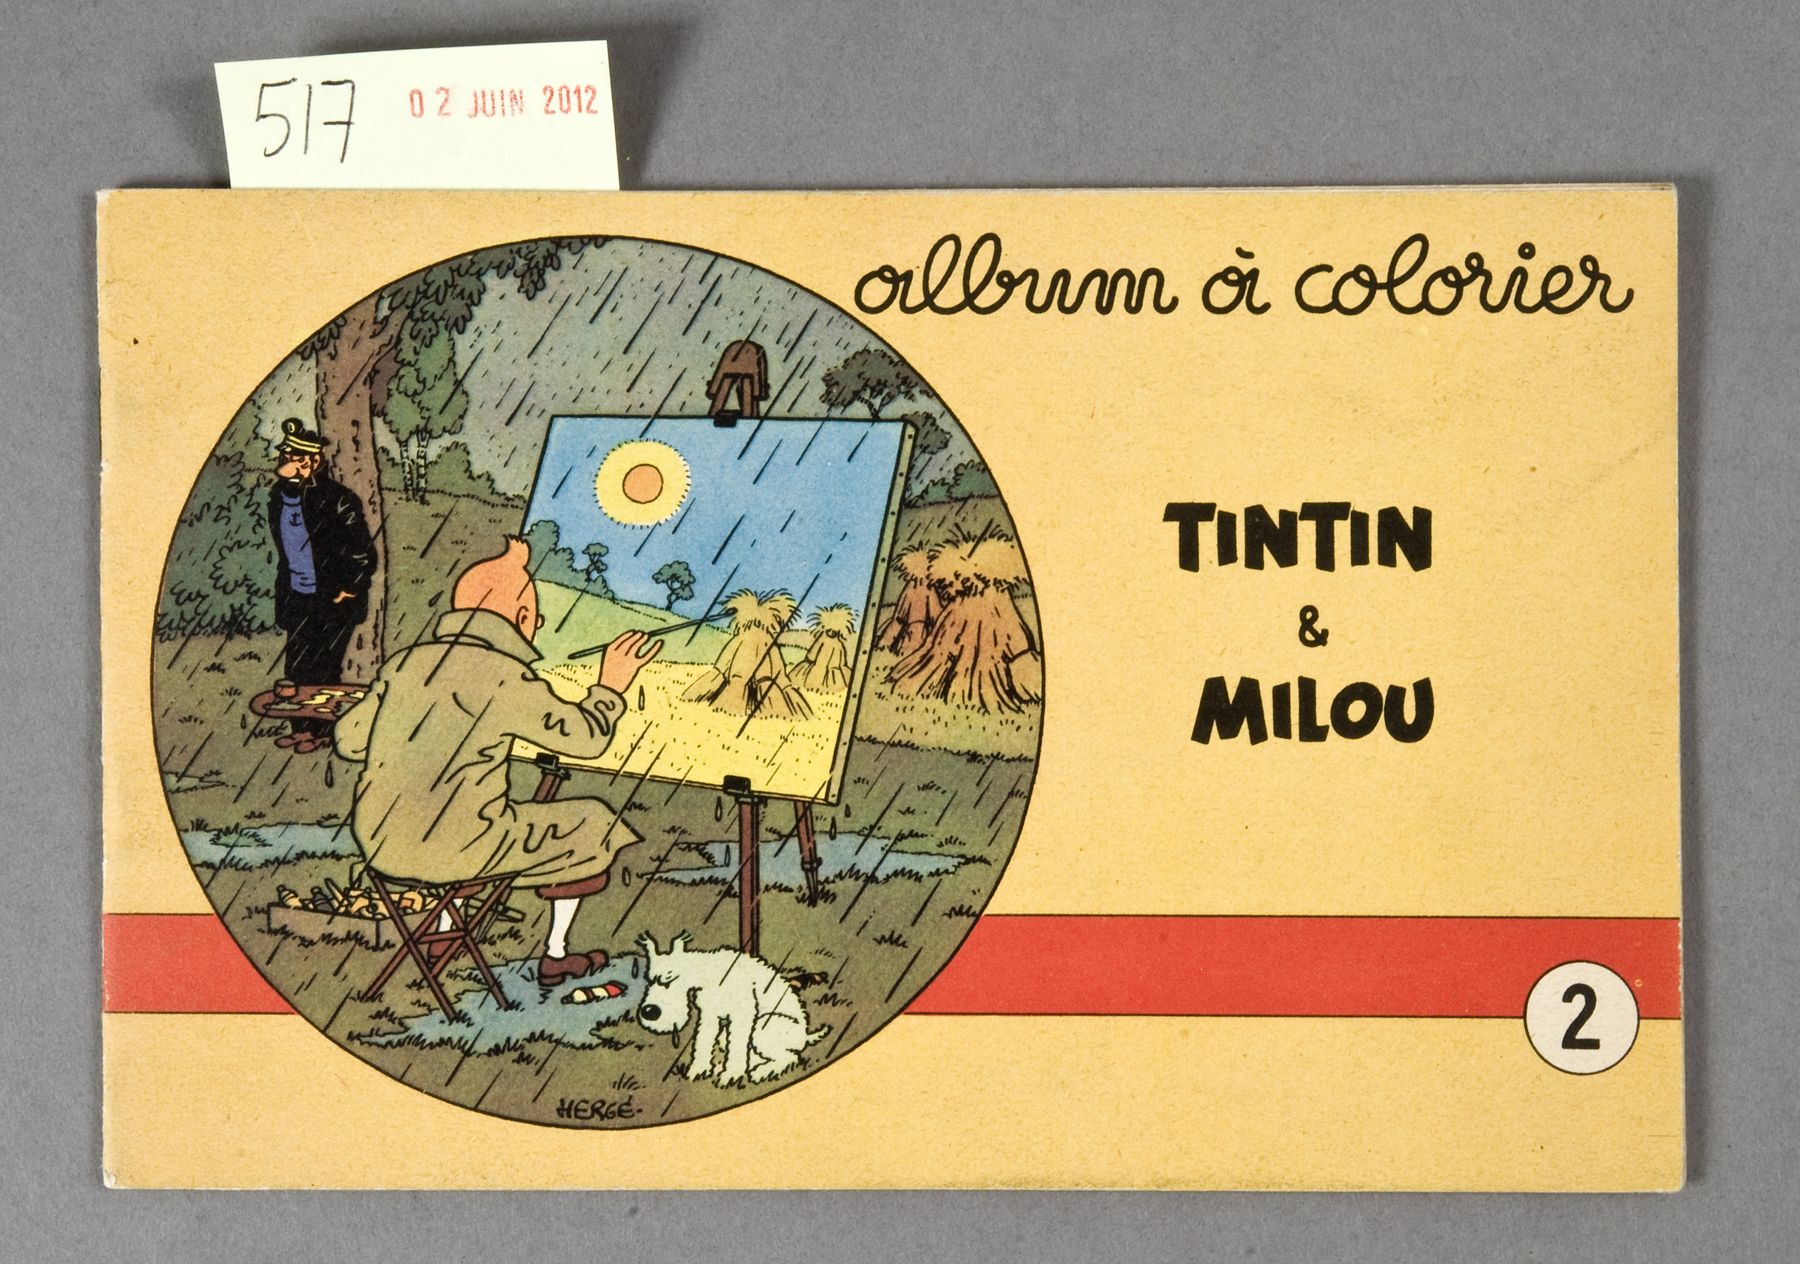 517 02 JUIN 2012
album à colorier
TINTIN
&
MILOU
2
HERGÉ-